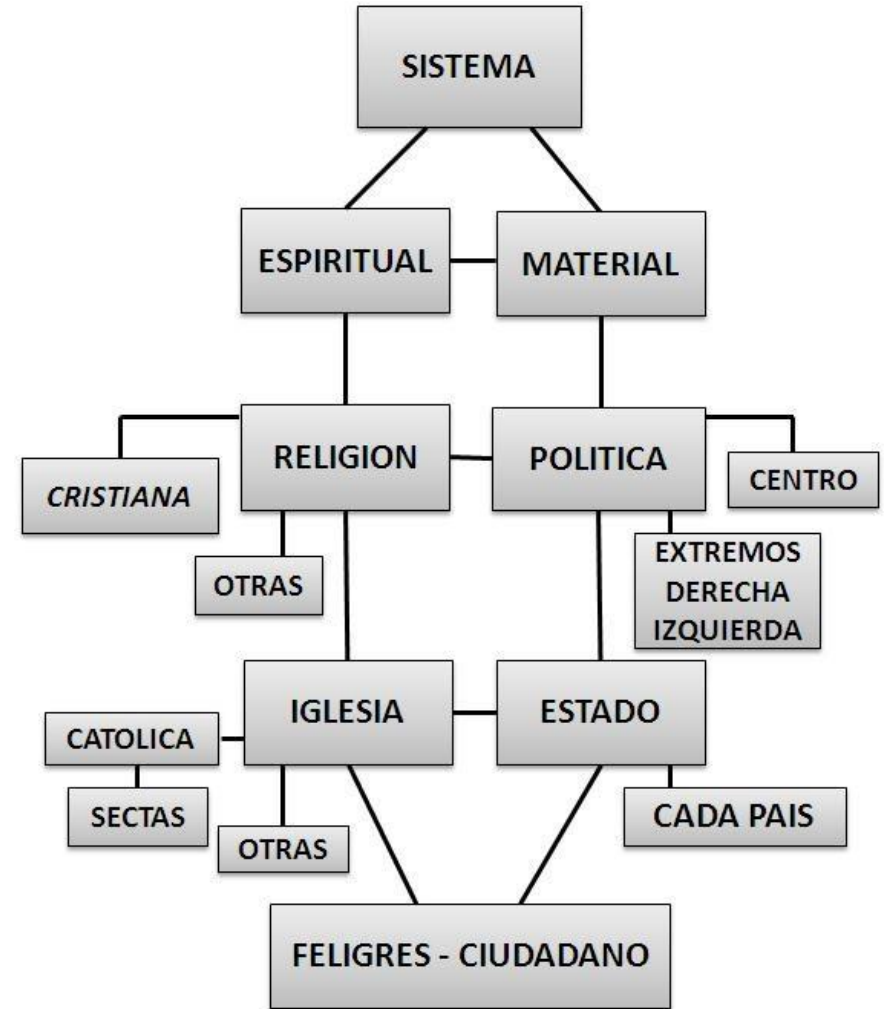 SISTEMA
ESPIRITUAL
MATERIAL
RELIGION
POLITICA
CRISTIANA
CENTRO
OTRAS
EXTREMOS
DERECHA
IZQUIERDA
IGLESIA
ESTADO
CATOLICA
SECTAS
OTRAS
CADA PAIS
FELIGRES - CIUDADANO